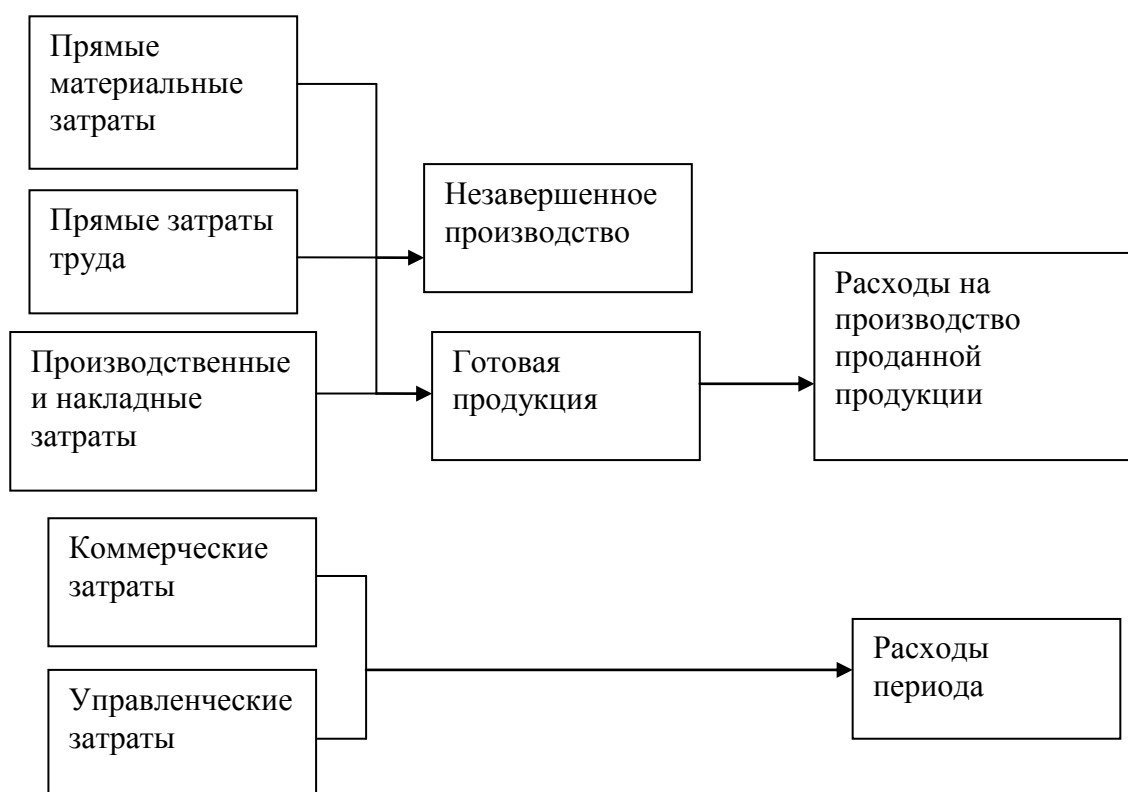 Прямые
материальные
затраты
Прямые затраты
труда
Незавершенное
производство
Производственные
и накладные
затраты
Готовая
продукция
Расходы на
производство
проданной
продукции
Коммерческие
затраты
Управленческие
затраты
Расходы
периода